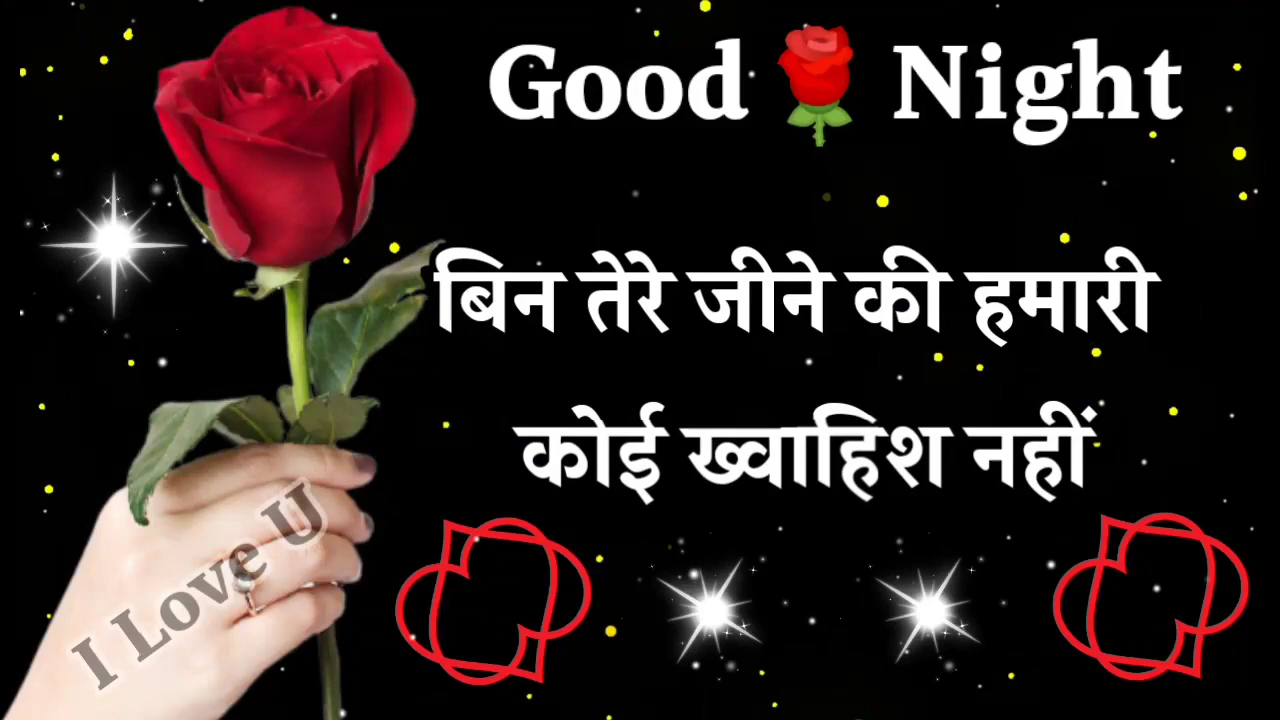 Good🌹Night
बिन तेरे जीने की हमारी
कोई ख्वाहिश नहीं
I Love U